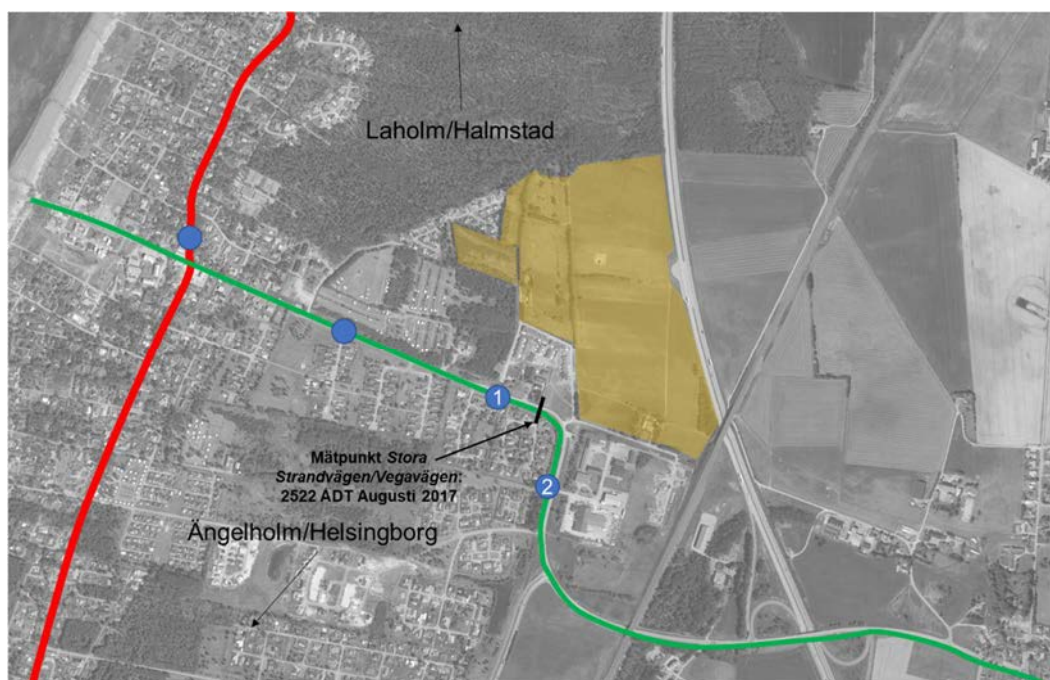 Laholm/Halmstad
1
Mätpunkt Stora
Strandvägen/Vegavägen:
2522 ÅDT Augusti 2017
2
Ängelholm/Helsingborg